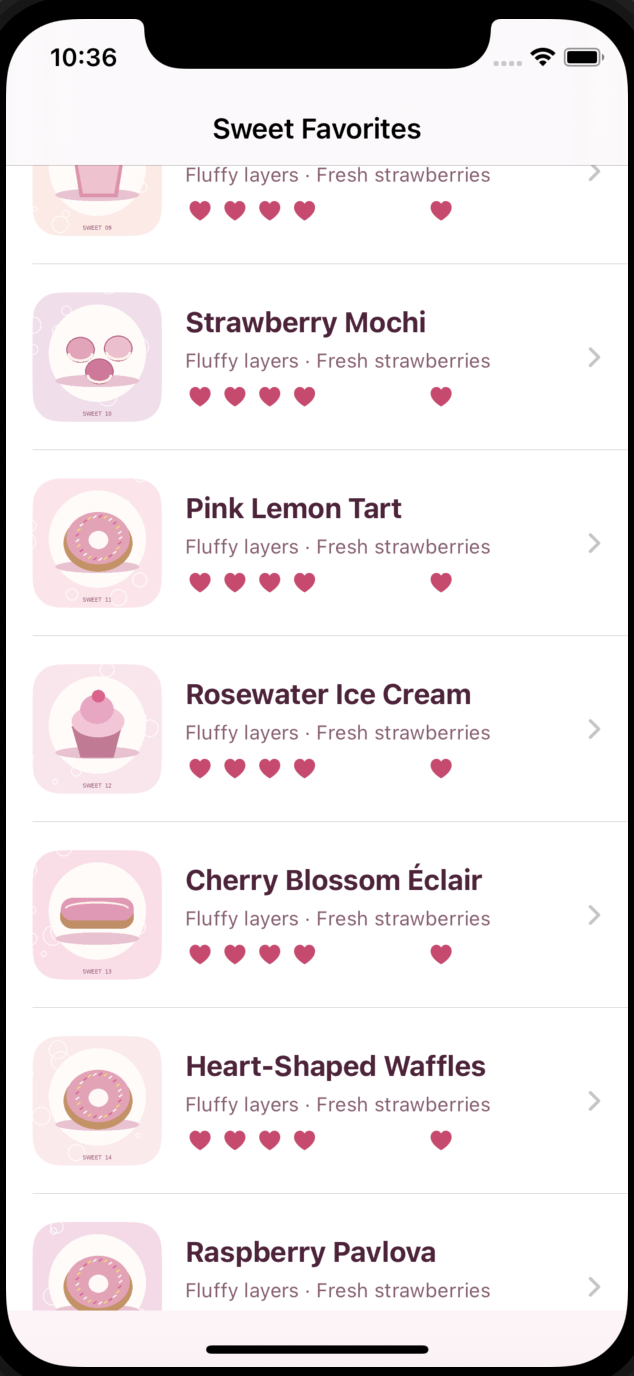 10:36
Sweet Favorites
Fluffy layers · Fresh strawberries
SWEET 09
Strawberry Mochi
Fluffy layers · Fresh strawberries
SWEET 10
Pink Lemon Tart
Fluffy layers · Fresh strawberries
SWEET 11
Rosewater Ice Cream
Fluffy layers · Fresh strawberries
SWEET 12
Cherry Blossom Éclair
Fluffy layers · Fresh strawberries
SWEET 13
Heart-Shaped Waffles
Fluffy layers · Fresh strawberries
SWEET 14
Raspberry Pavlova
Fluffy layers · Fresh strawberries